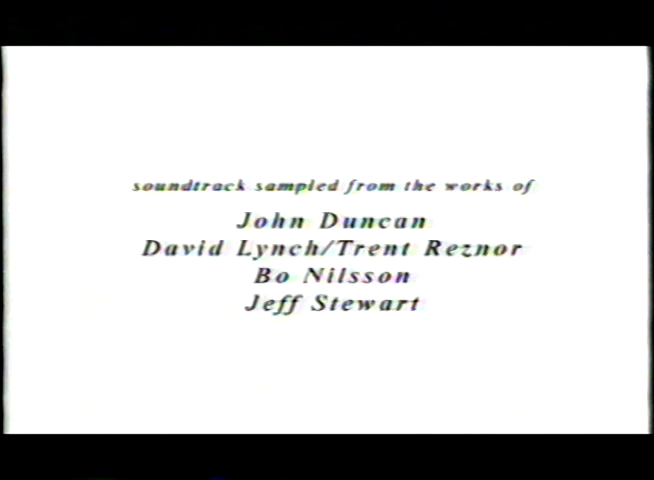 soundtrack sampled from the works of
John Duncan
David Lynch/Trent Reznor
Bo Nilsson
Jeff Stewart